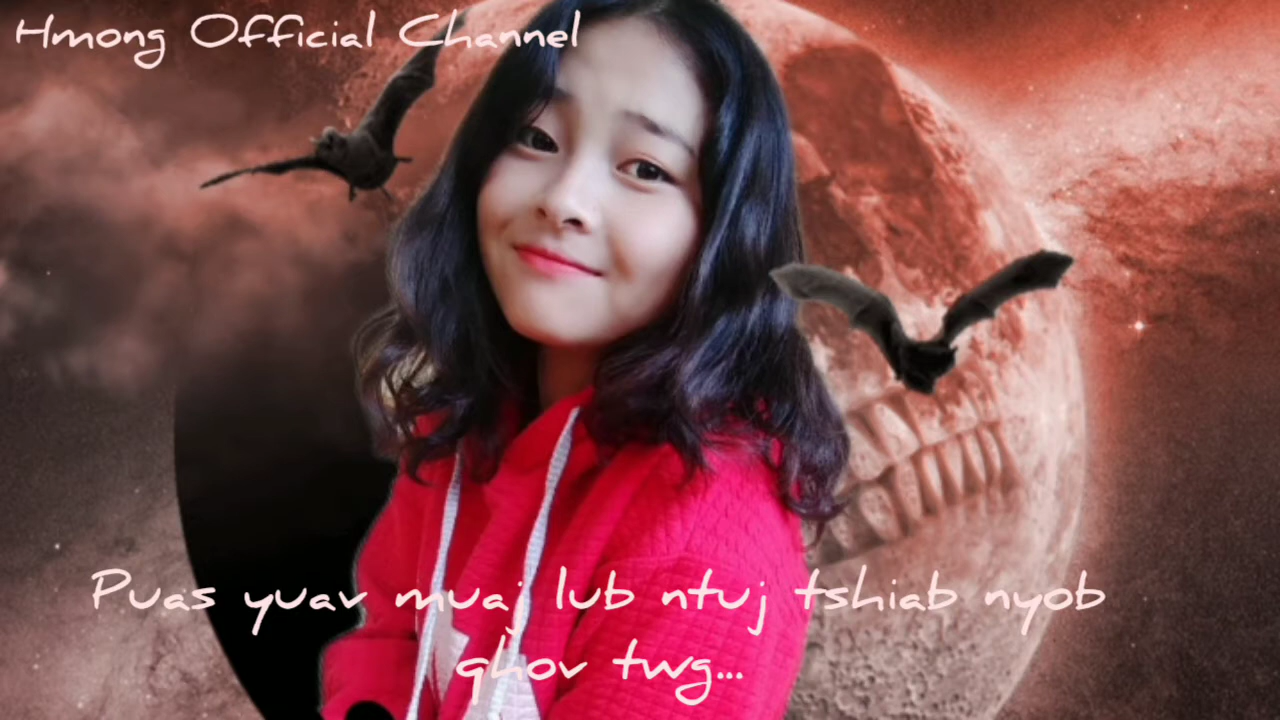 Hmong Official Channel
Puas yuav muaj lub ntuj tshiab nyob
qhov twg...